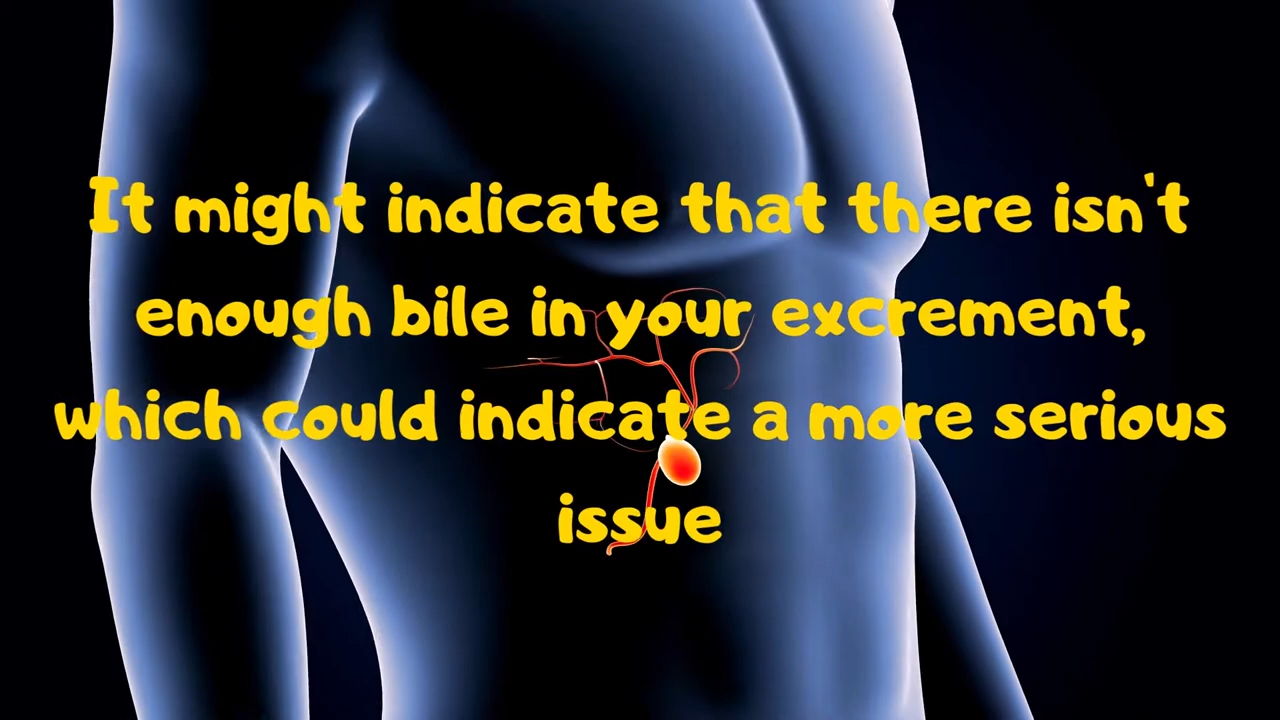 It might indicate that there isn't
enough bile in your excrement,
which could indicate a more serious
issue